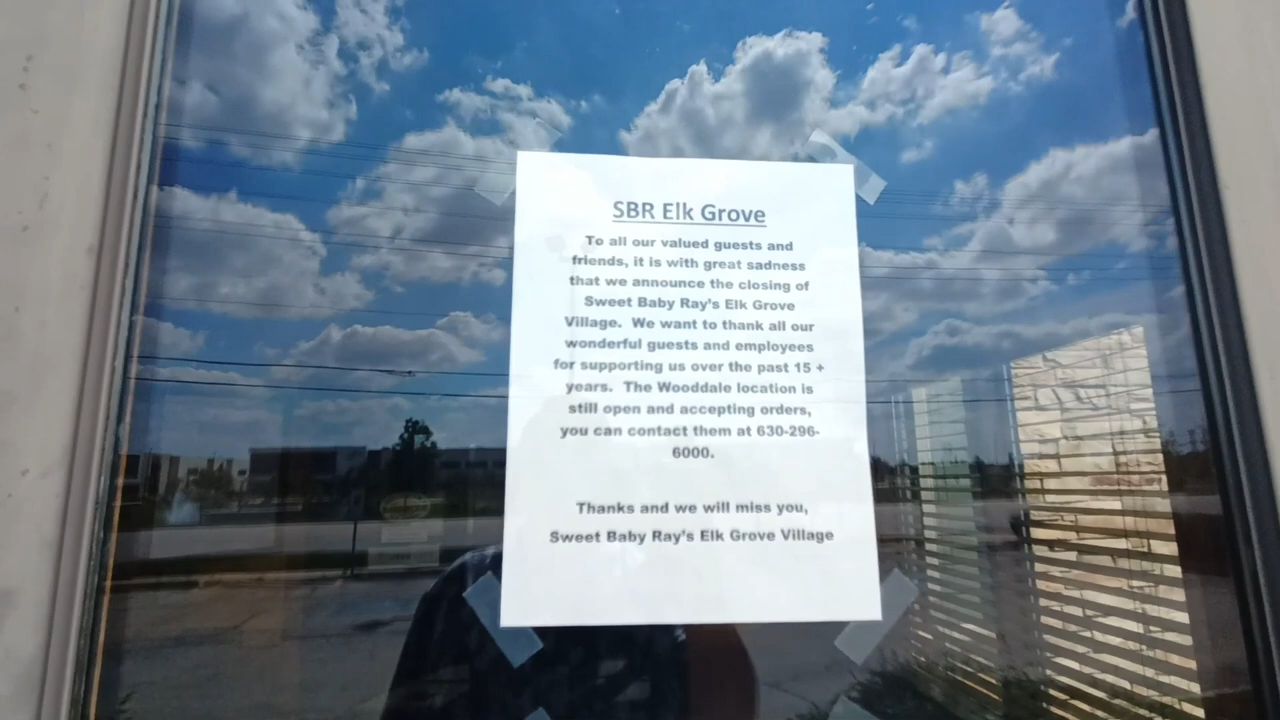 SBR Elk Grove
To all our valued guests and
friends, it is with great sadness
that we announce the closing of
Sweet Baby Ray's Elk Grove
Village. We want to thank all our
wonderful guests and employees
for supporting us over the past 15 +
years. The Wooddale location is
still open and accepting orders,
you can contact them at 630-296-
6000.
Thanks and we will miss you,
Sweet Baby Ray's Elk Grove Village